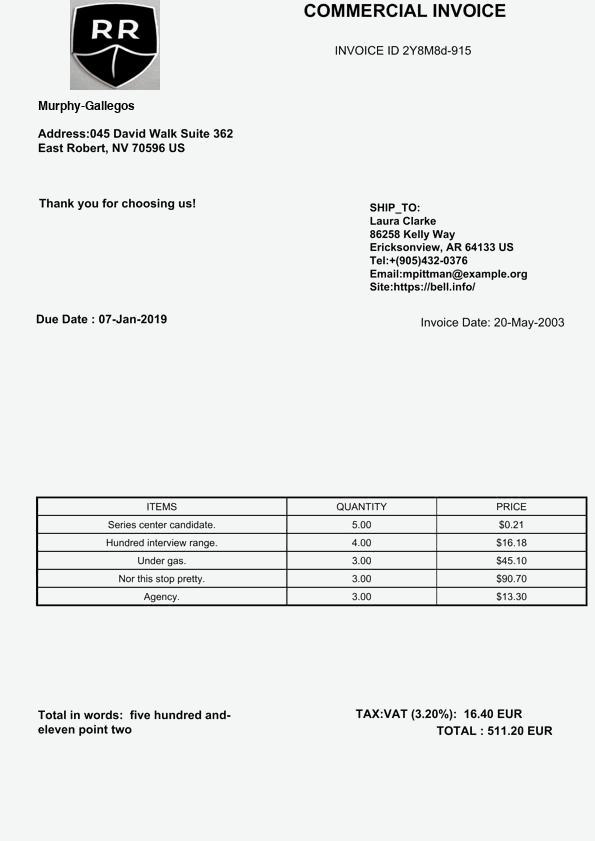 RR
COMMERCIAL INVOICE
INVOICE ID 2Y8M8d-915
Murphy-Gallegos
Address:045 David Walk Suite 362
East Robert, NV 70596 US
Thank you for choosing us!
SHIP_TO:
Laura Clarke
86258 Kelly Way
Ericksonview, AR 64133 US
Tel:+(905)432-0376
Email:mpittman@example.org
Site:https://bell.info/
Due Date : 07-Jan-2019
Invoice Date: 20-May-2003
ITEMS QUANTITY PRICE
Series center candidate. 5.00 $0.21
Hundred interview range. 4.00 $16.18
Under gas. 3.00 $45.10
Nor this stop pretty. 3.00 $90.70
Agency. 3.00 $13.30
Total in words:  five hundred and-
eleven point two
TAX:VAT (3.20%):  16.40 EUR
TOTAL : 511.20 EUR